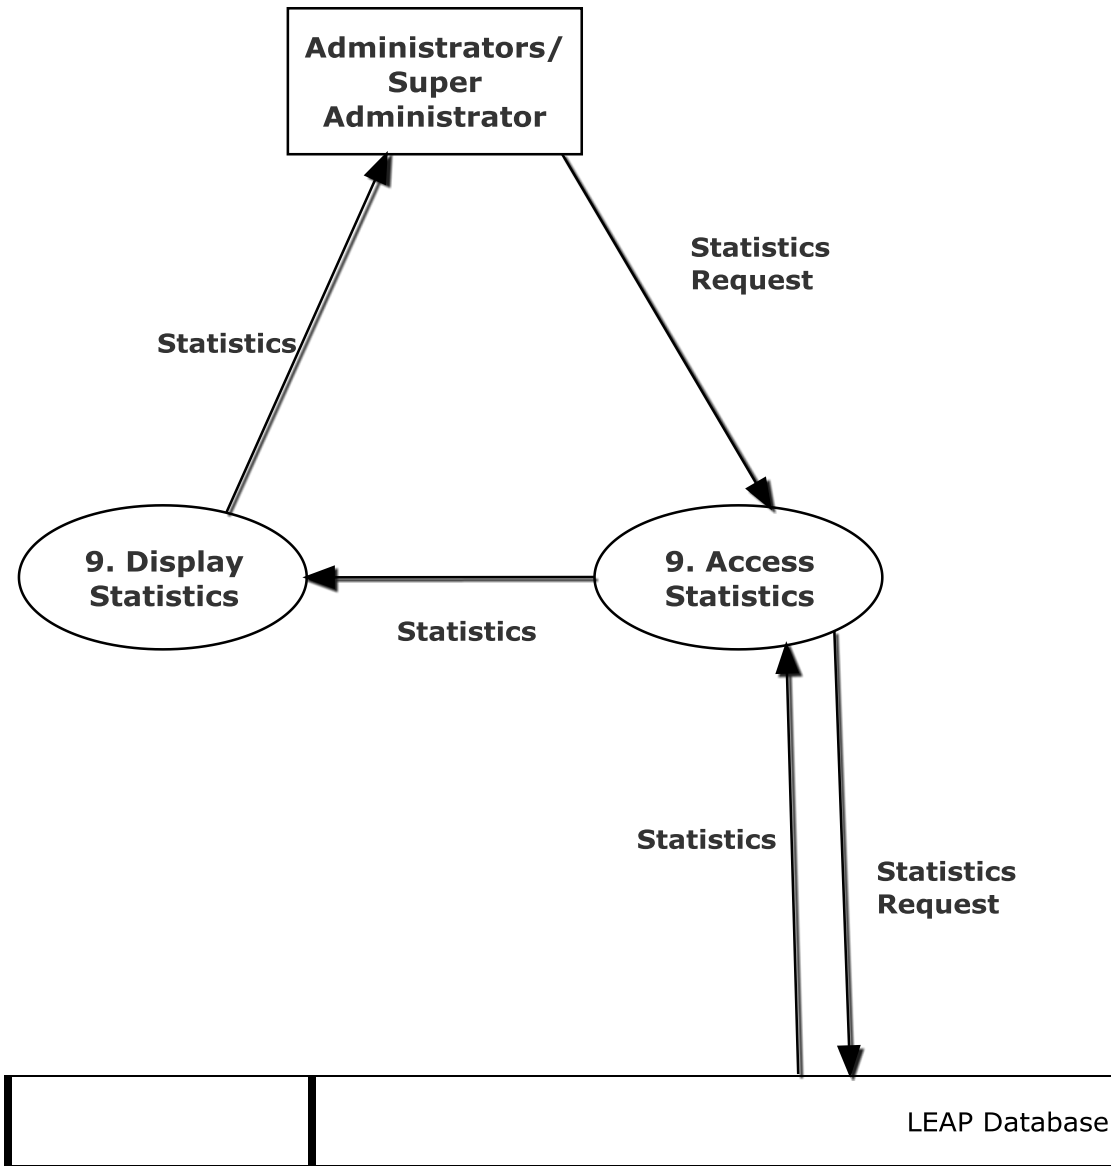 Administrators/
Super
Administrator
Statistics
Request
Statistics
9. Display
Statistics
9. Access
Statistics
Statistics
Statistics
Statistics
Request
LEAP Database